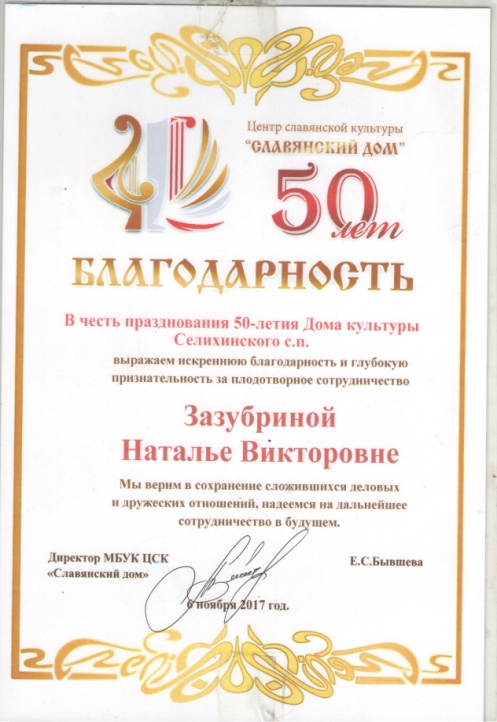 Центр славянской культуры
"СЛАВЯНСКИЙ ДОМ"
50
лет
БЛАГОДАРНОСТЬ
В честь празднования 50-летия Дома культуры
Селихинского с.п.
выражаем искреннюю благодарность и глубокую
признательность за плодотворное сотрудничество
Зазубриной
Наталье Викторовне
Мы верим в сохранение сложившихся деловых
и дружеских отношений, надеемся на дальнейшее
сотрудничество в будущем.
Директор МБУК ЦСК Е.С.Бывшева
«Славянский дом»
6 ноября 2017 год.